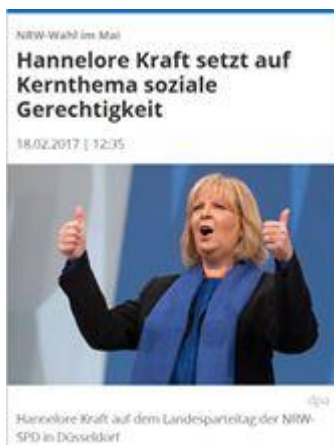 NRW-Wahl im Mai
Hannelore Kraft setzt auf
Kernthema soziale
Gerechtigkeit
18.02.2017 | 12:35
dpa
Hannelore Kraft auf dem Landesparteitag der NRW-
SPD in Düsseldorf